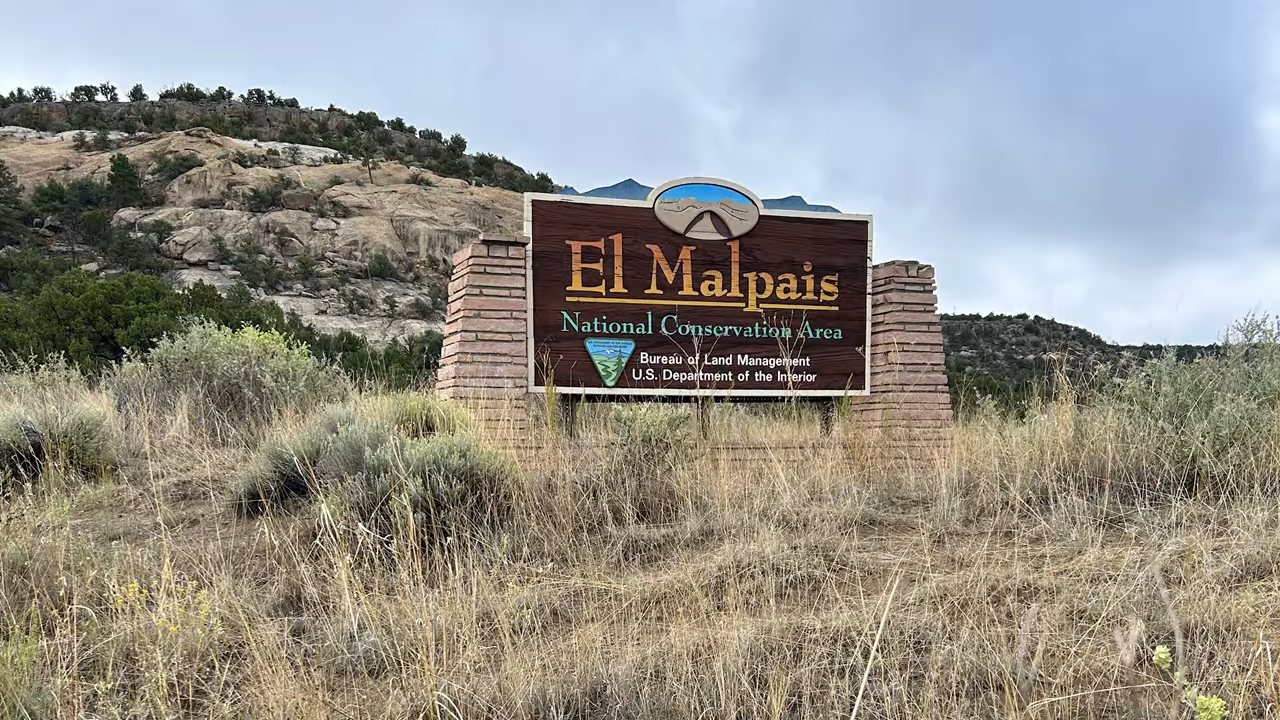 El Malpais
National Conservation Area
Bureau of Land Management
U.S. Department of the Interior